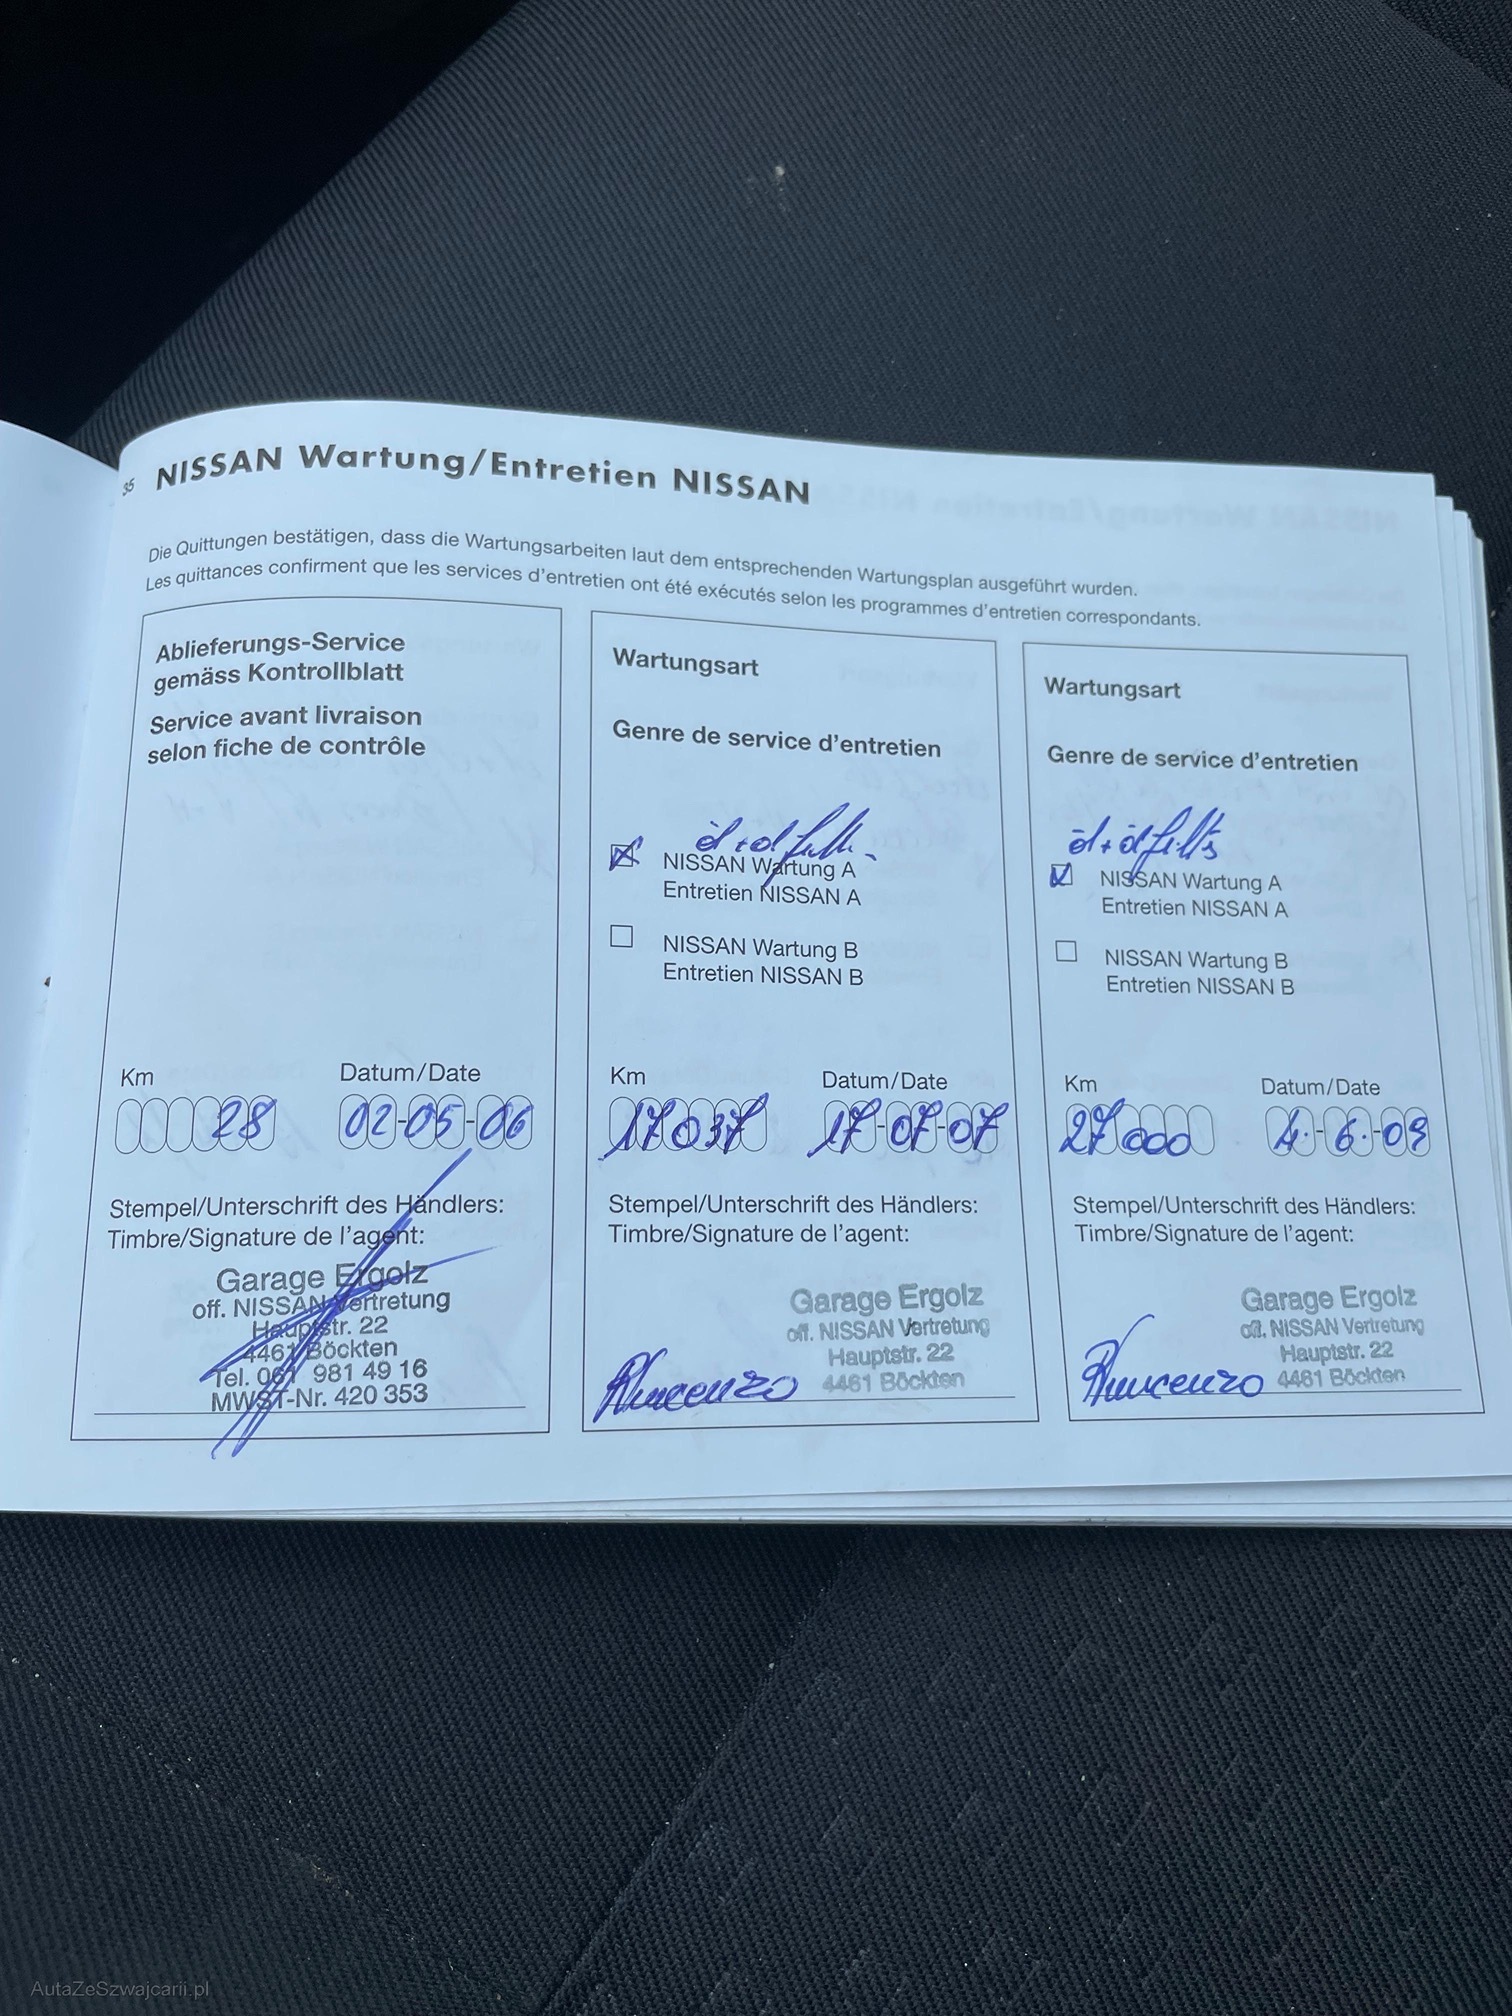 35 NISSAN Wartung/Entretien NISSAN
Die Quittungen bestätigen, dass die Wartungsarbeiten laut dem entsprechenden Wartungsplan ausgeführt wurden.
Les quittances confirment que les services d'entretien ont été exécutés selon les programmes d'entretien correspondants.
Ablieferungs-Service
gemäss Kontrollblatt
Service avant livraison
selon fiche de contrôle
Km Datum/Date
28 02-05-06
Stempel/Unterschrift des Händlers:
Timbre/Signature de l'agent:
Garage Ergolz
off. NISSAN Vertretung
Hauptstr. 22
4461 Böckten
Tel. 061 981 49 16
MWST-Nr. 420 353
Wartungsart
Genre de service d'entretien
NISSAN Wartung A
Entretien NISSAN A
NISSAN Wartung B
Entretien NISSAN B
Km Datum/Date
17037 17-07-07
Stempel/Unterschrift des Händlers:
Timbre/Signature de l'agent:
Garage Ergolz
off. NISSAN Vertretung
Hauptstr. 22
4461 Böckten
Wartungsart
Genre de service d'entretien
NISSAN Wartung A
Entretien NISSAN A
NISSAN Wartung B
Entretien NISSAN B
Km Datum/Date
27000 4.-6.-09
Stempel/Unterschrift des Händlers:
Timbre/Signature de l'agent:
Garage Ergolz
off. NISSAN Vertretung
Hauptstr. 22
4461 Böckten
AutaZeSzwajcarii.pl